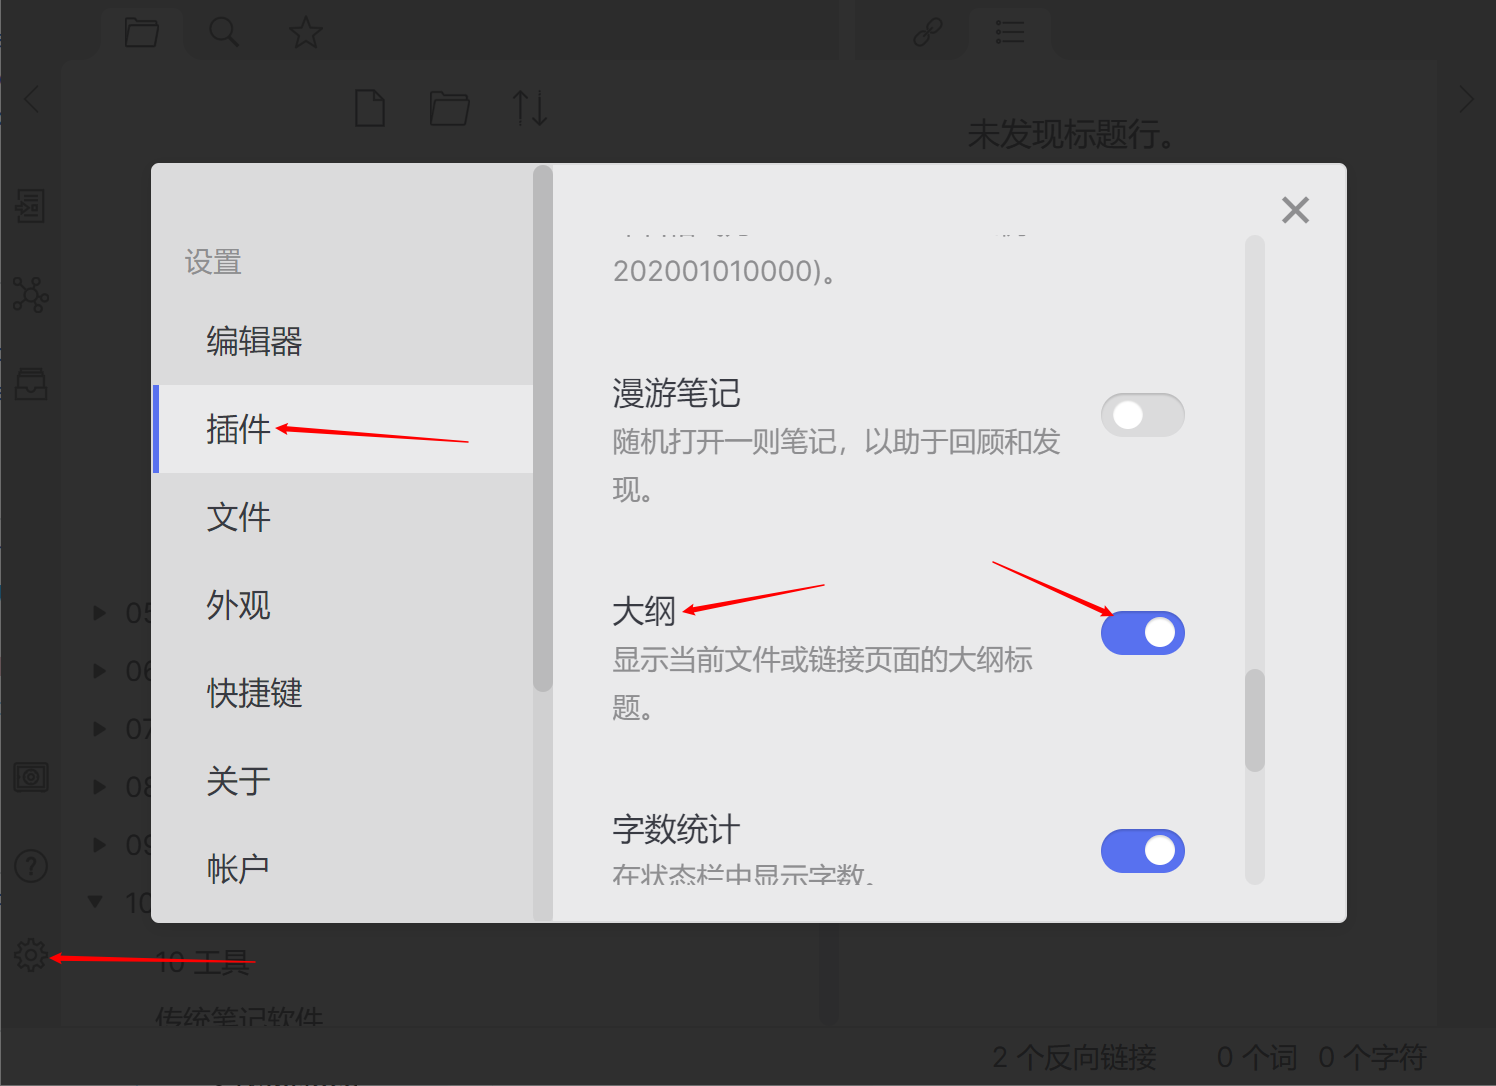 未发现标题行。
设置
编辑器
插件
文件
外观
快捷键
关于
帐户
202001010000)。
漫游笔记
随机打开一则笔记，以助于回顾和发
现。
大纲
显示当前文件或链接页面的大纲标
题。
字数统计
在状态栏中显示字数。
05
06
07
08
09
10
10 工具
传统笔记软件
2 个反向链接 0 个词 0 个字符